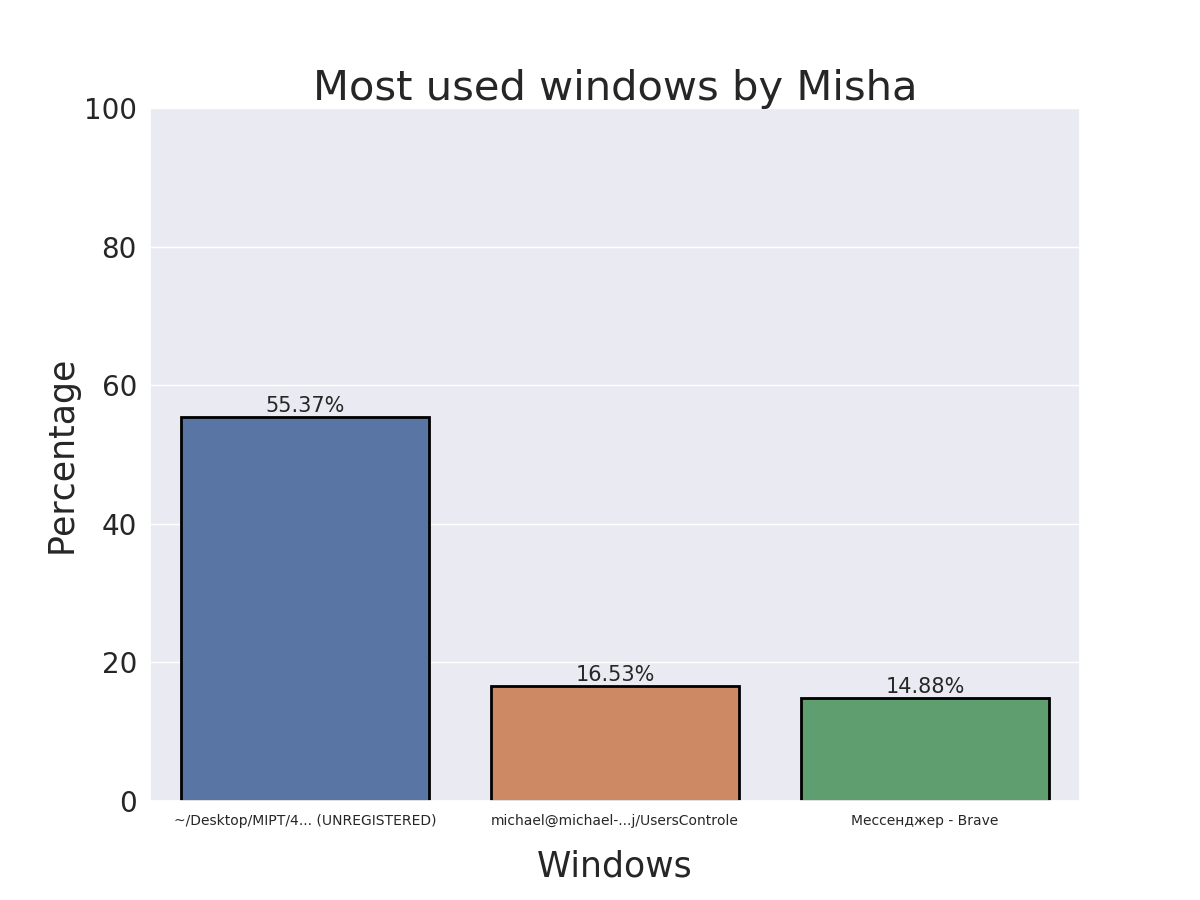 Most used windows by Misha
100
80
60
40
20
0
Percentage
55.37%
16.53%
14.88%
~/Desktop/MIPT/4... (UNREGISTERED)
michael@michael-...j/UsersControle
Мессенджер - Brave
Windows